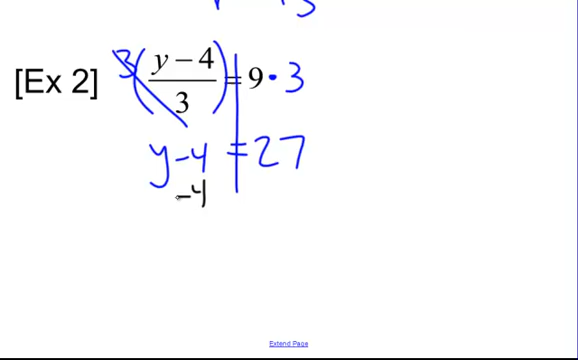 [Ex 2] 3((y − 4)/3) = 9 · 3
y − 4 = 27
−4
Extend Page